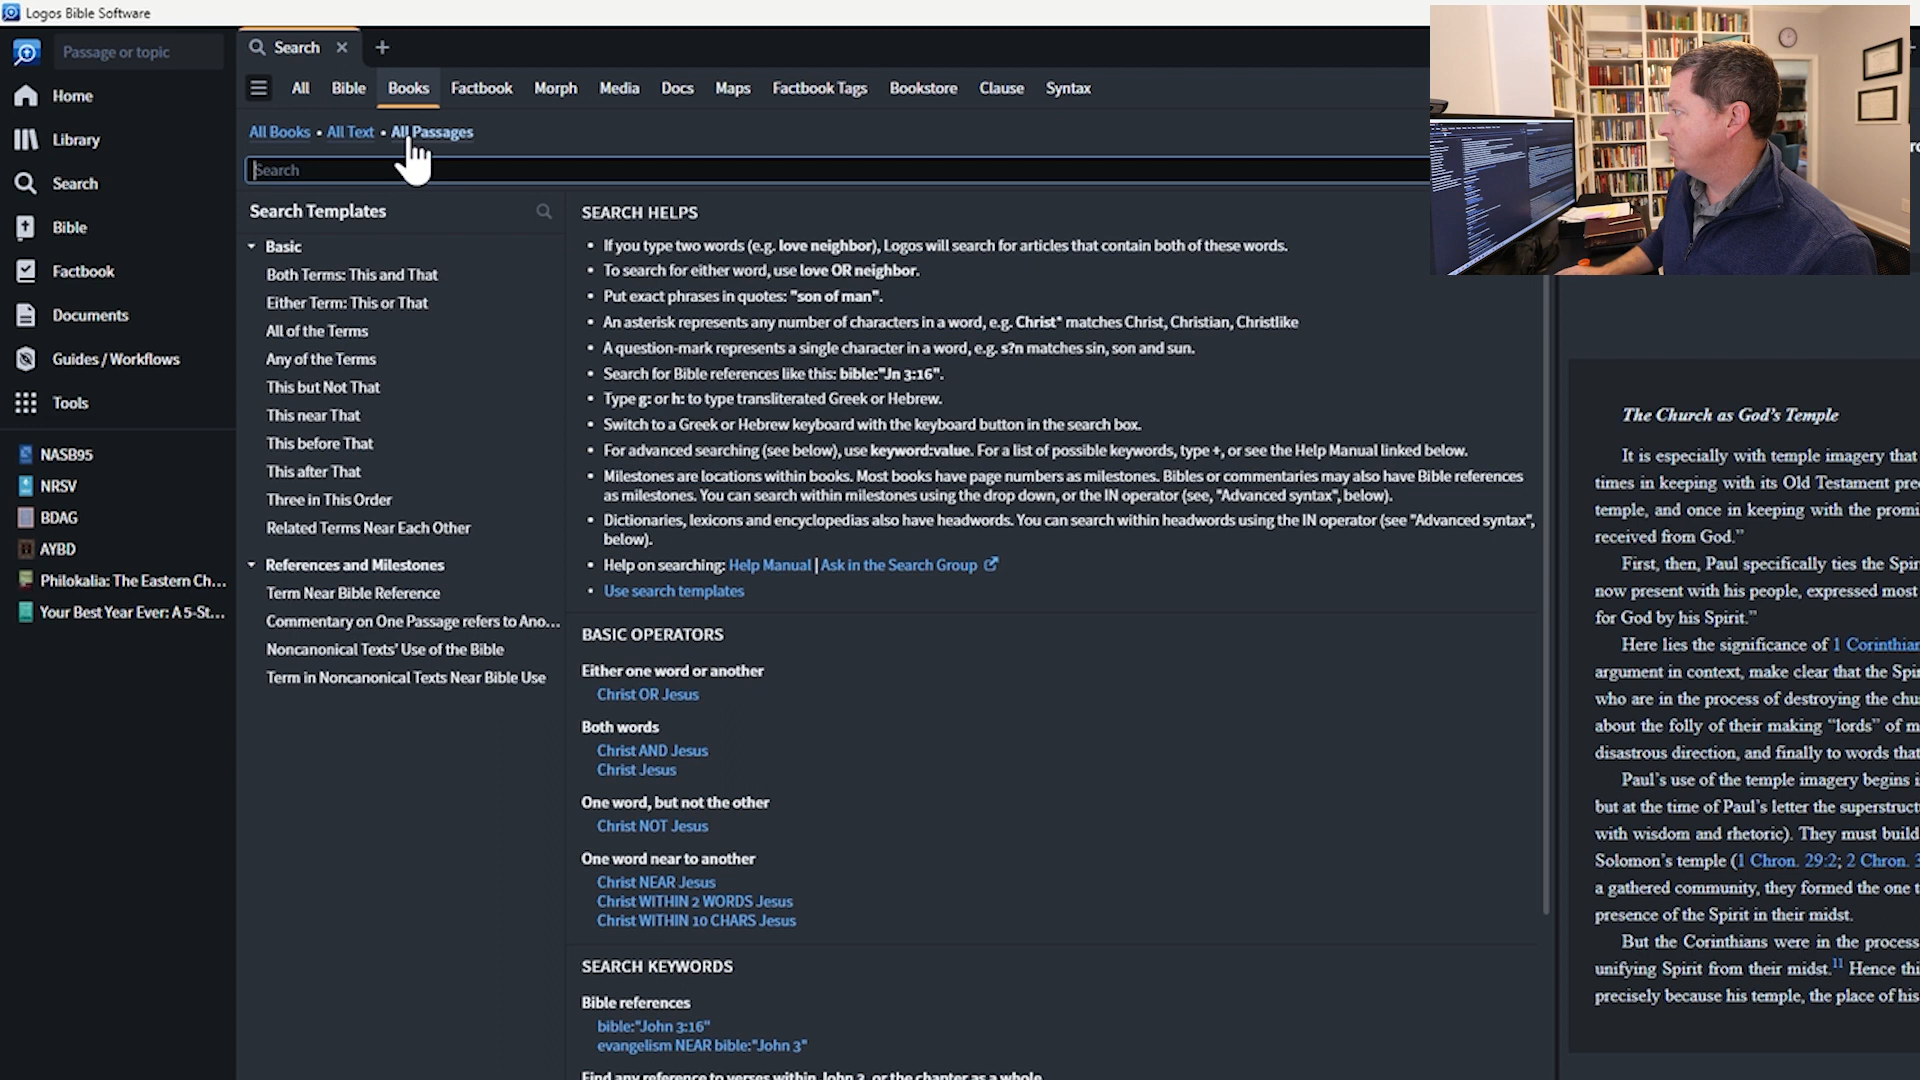 Logos Bible Software
Passage or topic
Home
Library
Search
Bible
Factbook
Documents
Guides / Workflows
Tools
NASB95
NRSV
BDAG
AYBD
Philokalia: The Eastern Ch...
Your Best Year Ever: A 5-St...
Search
All Bible Books Factbook Morph Media Docs Maps Factbook Tags Bookstore Clause Syntax
All Books • All Text • All Passages
Search
Search Templates
Basic
Both Terms: This and That
Either Term: This or That
All of the Terms
Any of the Terms
This but Not That
This near That
This before That
This after That
Three in This Order
Related Terms Near Each Other
References and Milestones
Term Near Bible Reference
Commentary on One Passage refers to Ano...
Noncanonical Texts' Use of the Bible
Term in Noncanonical Texts Near Bible Use
SEARCH HELPS
• If you type two words (e.g. love neighbor), Logos will search for articles that contain both of these words.
• To search for either word, use love OR neighbor.
• Put exact phrases in quotes: "son of man".
• An asterisk represents any number of characters in a word, e.g. Christ* matches Christ, Christian, Christlike
• A question-mark represents a single character in a word, e.g. s?n matches sin, son and sun.
• Search for Bible references like this: bible:"Jn 3:16".
• Type g: or h: to type transliterated Greek or Hebrew.
• Switch to a Greek or Hebrew keyboard with the keyboard button in the search box.
• For advanced searching (see below), use keyword:value. For a list of possible keywords, type +, or see the Help Manual linked below.
• Milestones are locations within books. Most books have page numbers as milestones. Bibles or commentaries may also have Bible references
as milestones. You can search within milestones using the drop down, or the IN operator (see, "Advanced syntax", below).
• Dictionaries, lexicons and encyclopedias also have headwords. You can search within headwords using the IN operator (see "Advanced syntax",
below).
• Help on searching: Help Manual | Ask in the Search Group
• Use search templates
BASIC OPERATORS
Either one word or another
Christ OR Jesus
Both words
Christ AND Jesus
Christ Jesus
One word, but not the other
Christ NOT Jesus
One word near to another
Christ NEAR Jesus
Christ WITHIN 2 WORDS Jesus
Christ WITHIN 10 CHARS Jesus
SEARCH KEYWORDS
Bible references
bible:"John 3:16"
evangelism NEAR bible:"John 3"
Find any reference to verses within John 3, or the chapter as a whole
The Church as God's Temple
It is especially with temple imagery that
times in keeping with its Old Testament pre
temple, and once in keeping with the promi
received from God."
First, then, Paul specifically ties the Spir
now present with his people, expressed most
for God by his Spirit."
Here lies the significance of 1 Corinthian
argument in context, make clear that the Spi
who are in the process of destroying the chu
about the folly of their making "lords" of m
disastrous direction, and finally to words that
Paul's use of the temple imagery begins i
but at the time of Paul's letter the superstruct
with wisdom and rhetoric). They must build
Solomon's temple (1 Chron. 29:2; 2 Chron. 3
a gathered community, they formed the one t
presence of the Spirit in their midst.
But the Corinthians were in the process
unifying Spirit from their midst.11 Hence thi
precisely because his temple, the place of his